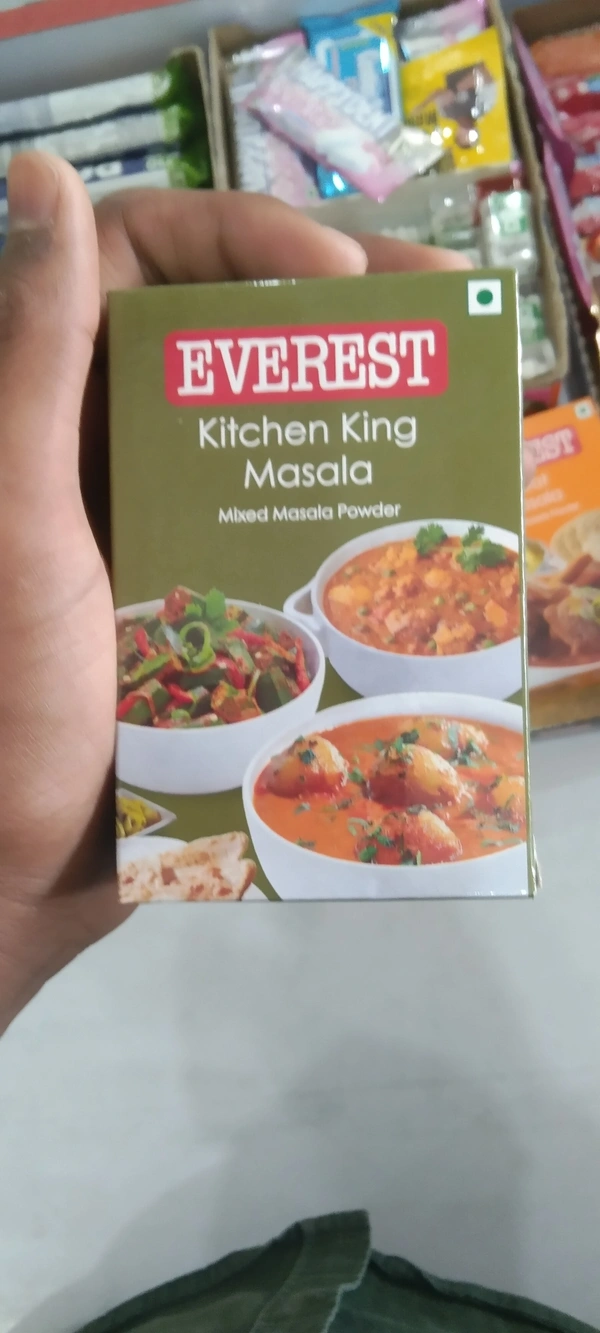 EVEREST
Kitchen King
Masala
Mixed Masala Powder